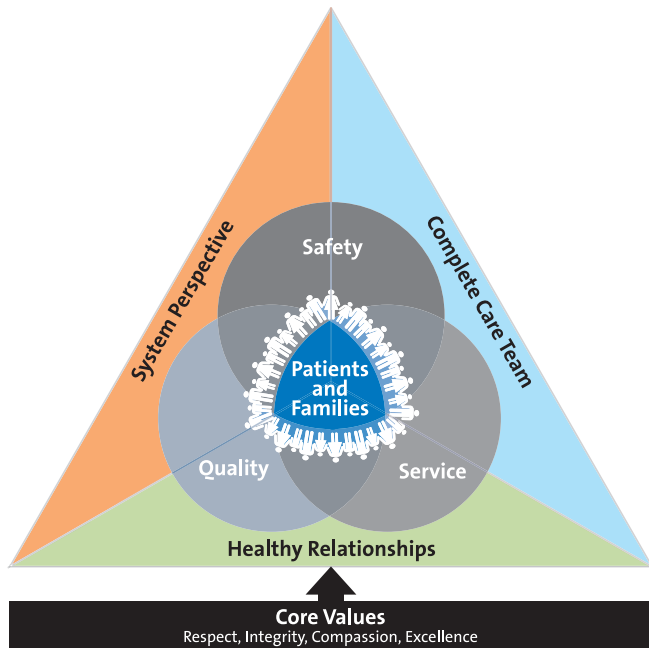 Safety
System Perspective
Complete Care Team
Patients
and
Families
Quality
Service
Healthy Relationships
Core Values
Respect, Integrity, Compassion, Excellence